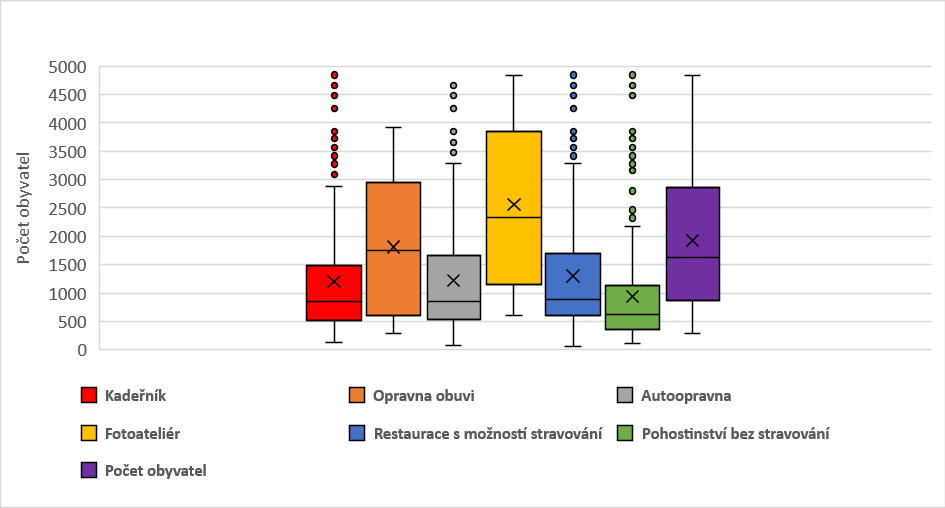 5000
4500
4000
3500
3000
2500
2000
1500
1000
500
0
Počet obyvatel
Kadeřník
Opravna obuvi
Autoopravna
Fotoateliér
Restaurace s možností stravování
Pohostinství bez stravování
Počet obyvatel